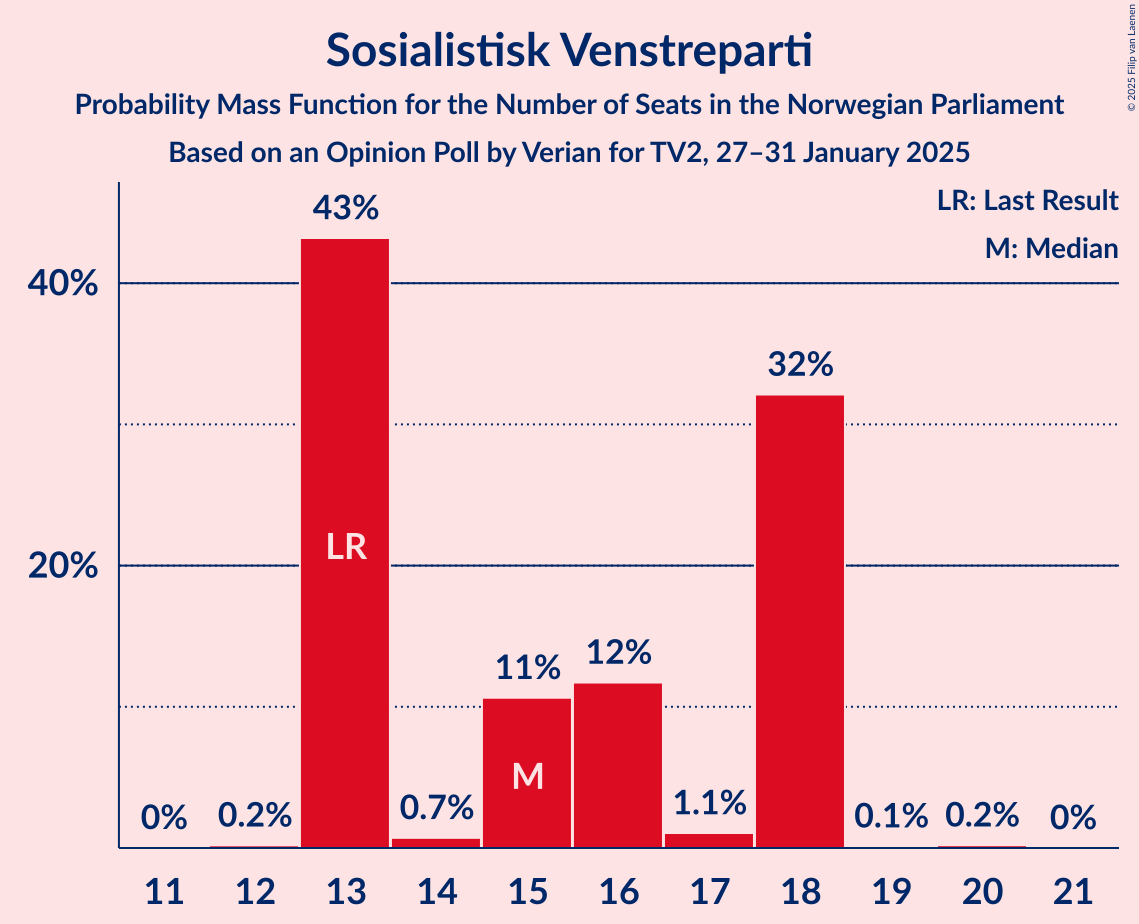 Sosialistisk Venstreparti
Probability Mass Function for the Number of Seats in the Norwegian Parliament
Based on an Opinion Poll by Verian for TV2, 27–31 January 2025
© 2025 Filip van Laenen
LR: Last Result
M: Median
43%
40%
32%
20%
LR
11%
12%
M
0%
0.2%
0.7%
1.1%
0.1%
0.2%
0%
11 12 13 14 15 16 17 18 19 20 21